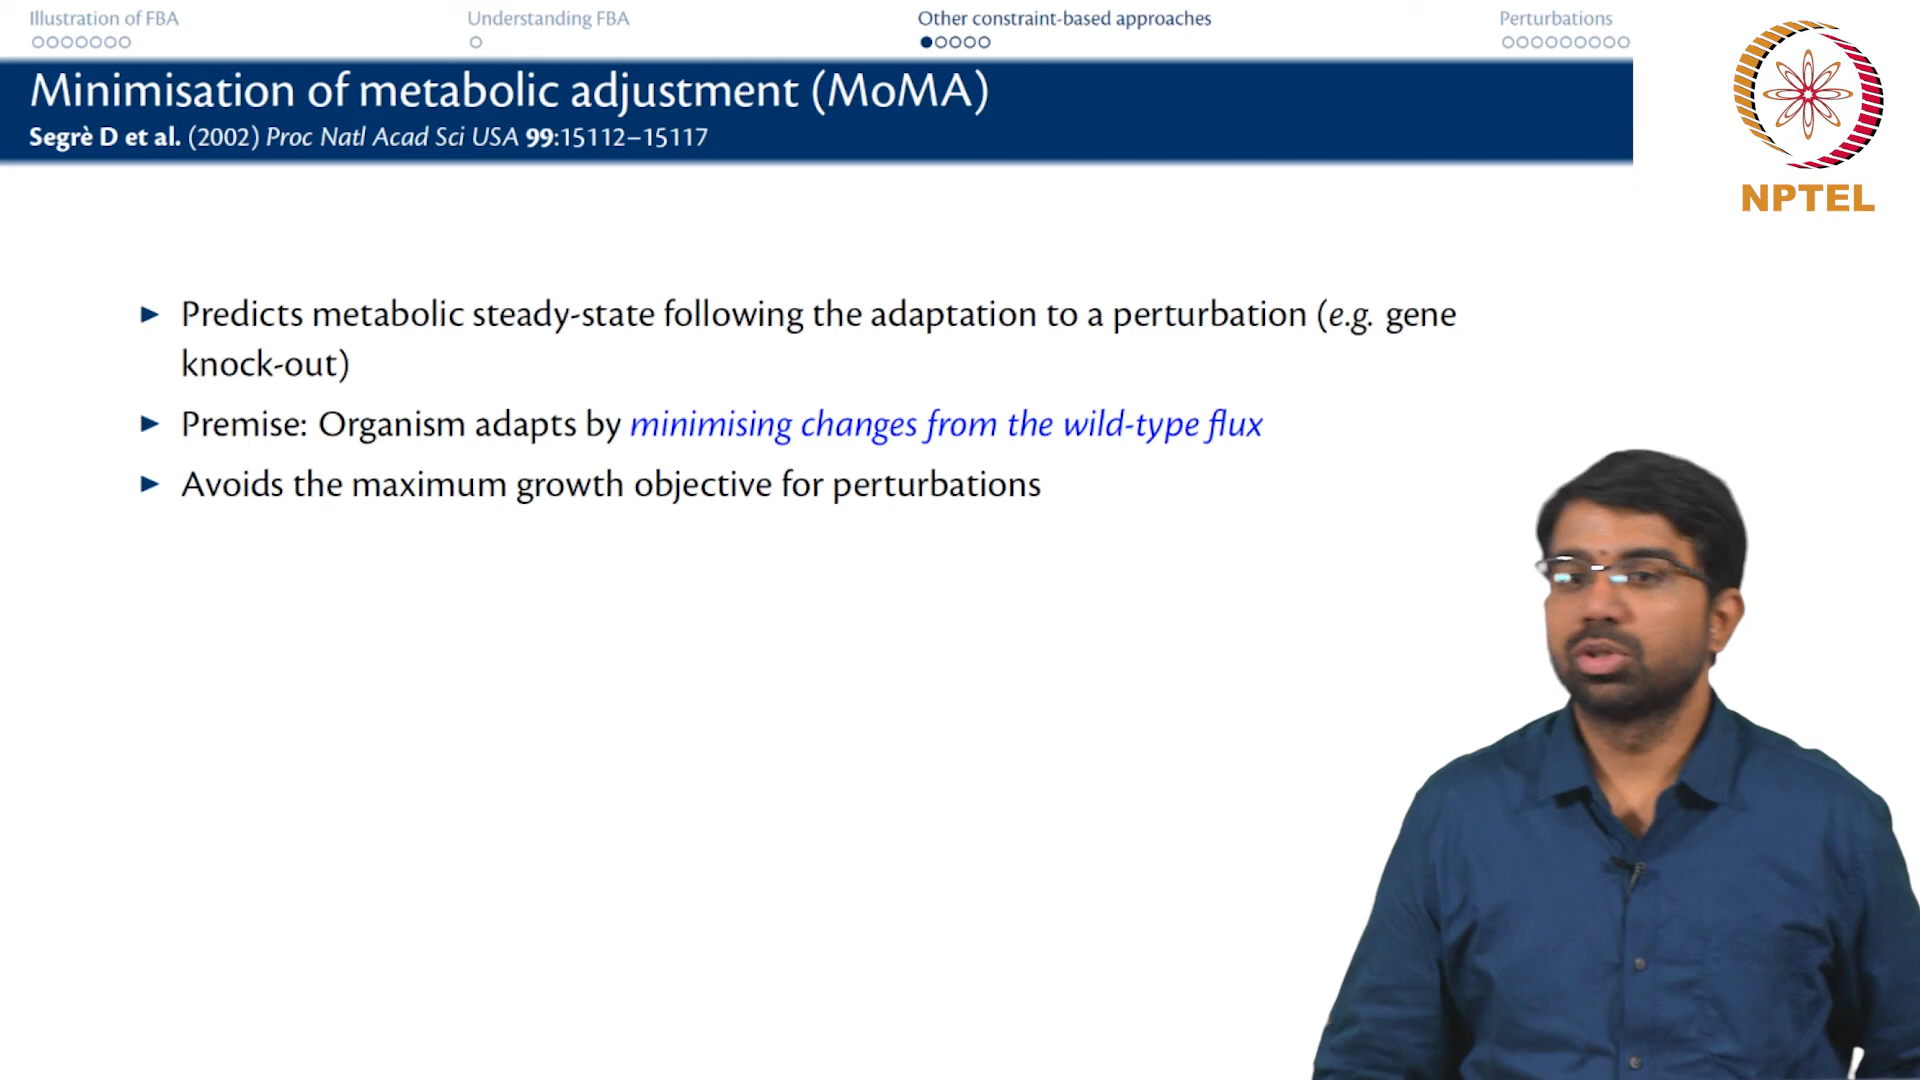 Illustration of FBA
Understanding FBA
Other constraint-based approaches
Perturbations
Minimisation of metabolic adjustment (MoMA)
Segrè D et al. (2002) Proc Natl Acad Sci USA 99:15112–15117
NPTEL
Predicts metabolic steady-state following the adaptation to a perturbation (e.g. gene
knock-out)
Premise: Organism adapts by minimising changes from the wild-type flux
Avoids the maximum growth objective for perturbations